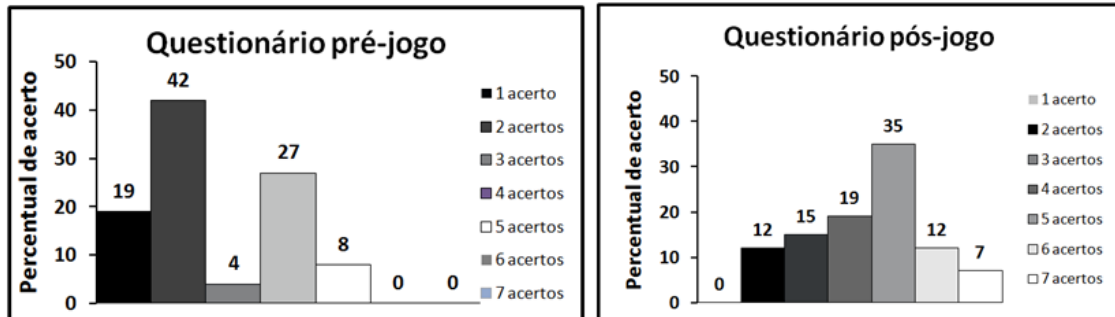 Questionário pré-jogo
Percentual de acerto
50
40
30
20
10
0
19
42
4
27
8
0
0
1 acerto
2 acertos
3 acertos
4 acertos
5 acertos
6 acertos
7 acertos
Questionário pós-jogo
Percentual de acerto
50
40
30
20
10
0
0
12
15
19
35
12
7
1 acerto
2 acertos
3 acertos
4 acertos
5 acertos
6 acertos
7 acertos